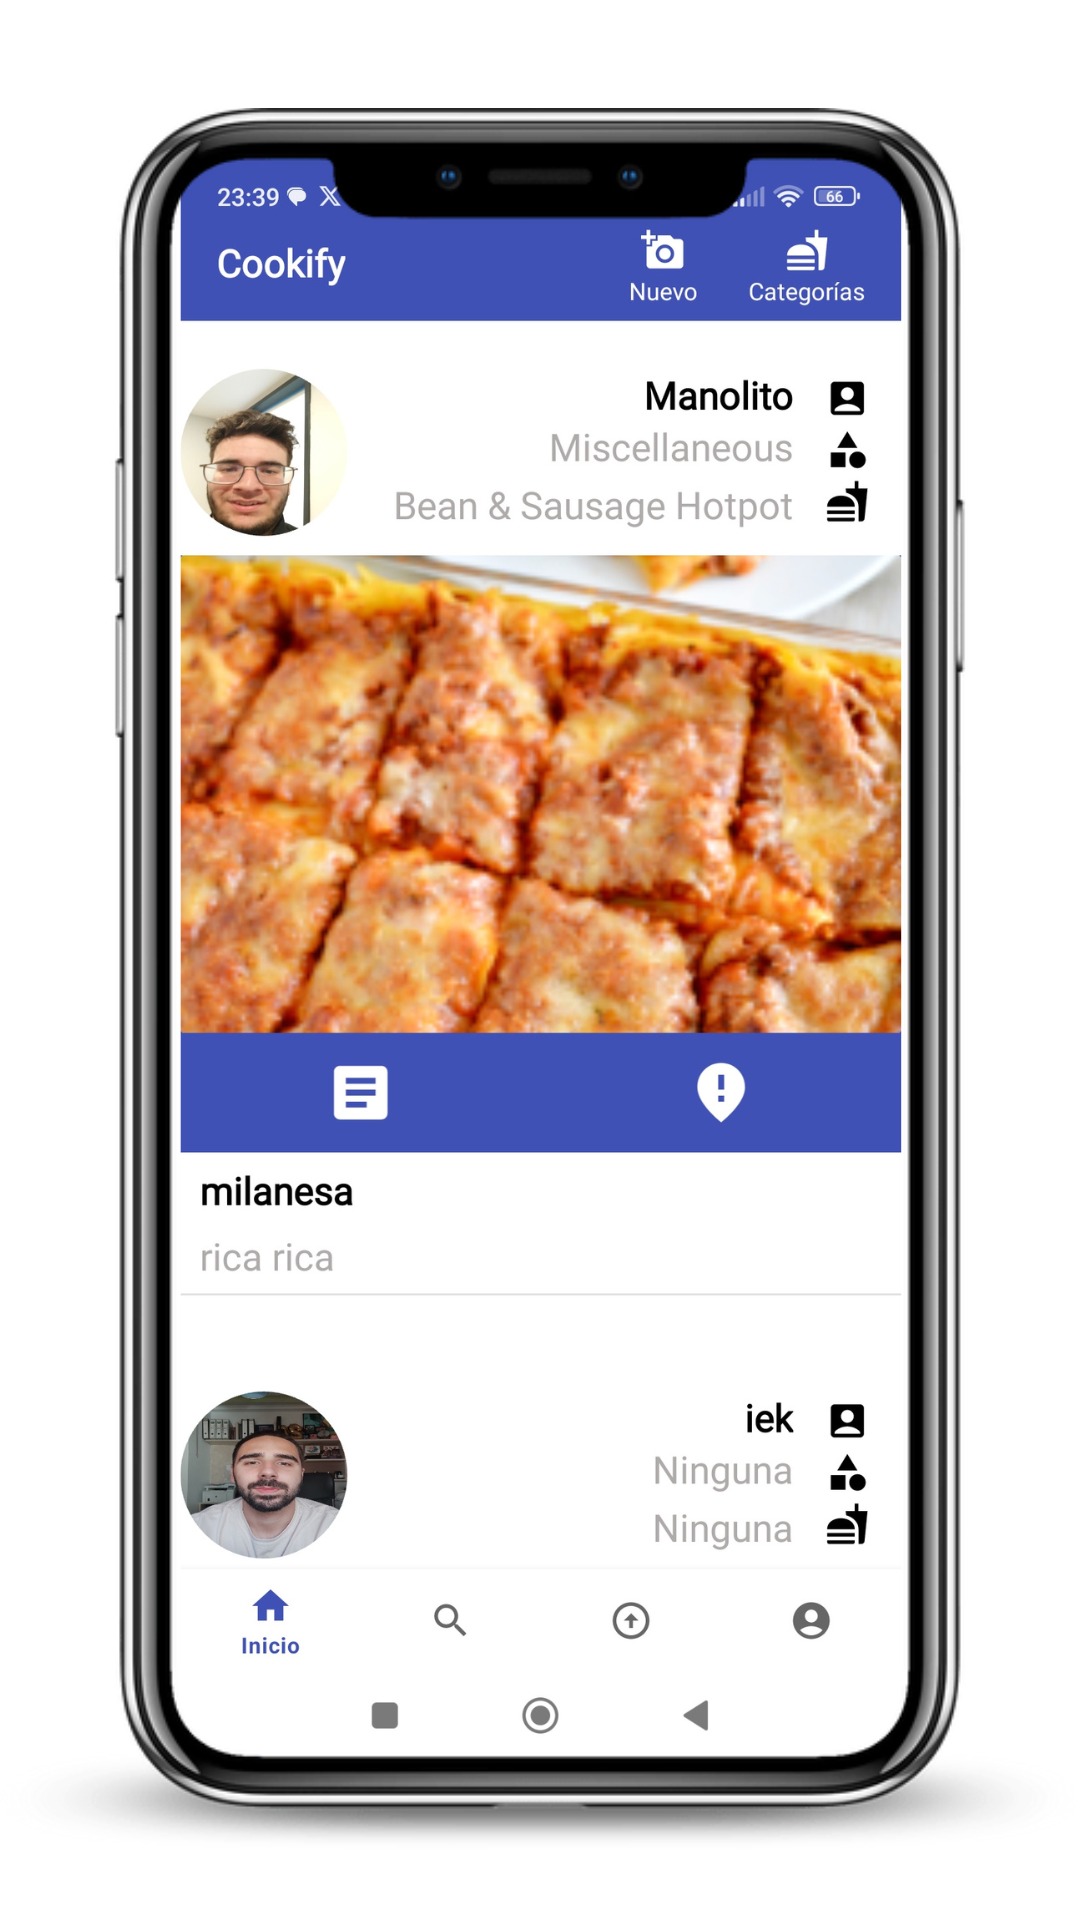 23:39 66
Cookify
Nuevo Categorías
Manolito
Miscellaneous
Bean & Sausage Hotpot
milanesa
rica rica
iek
Ninguna
Ninguna
Inicio